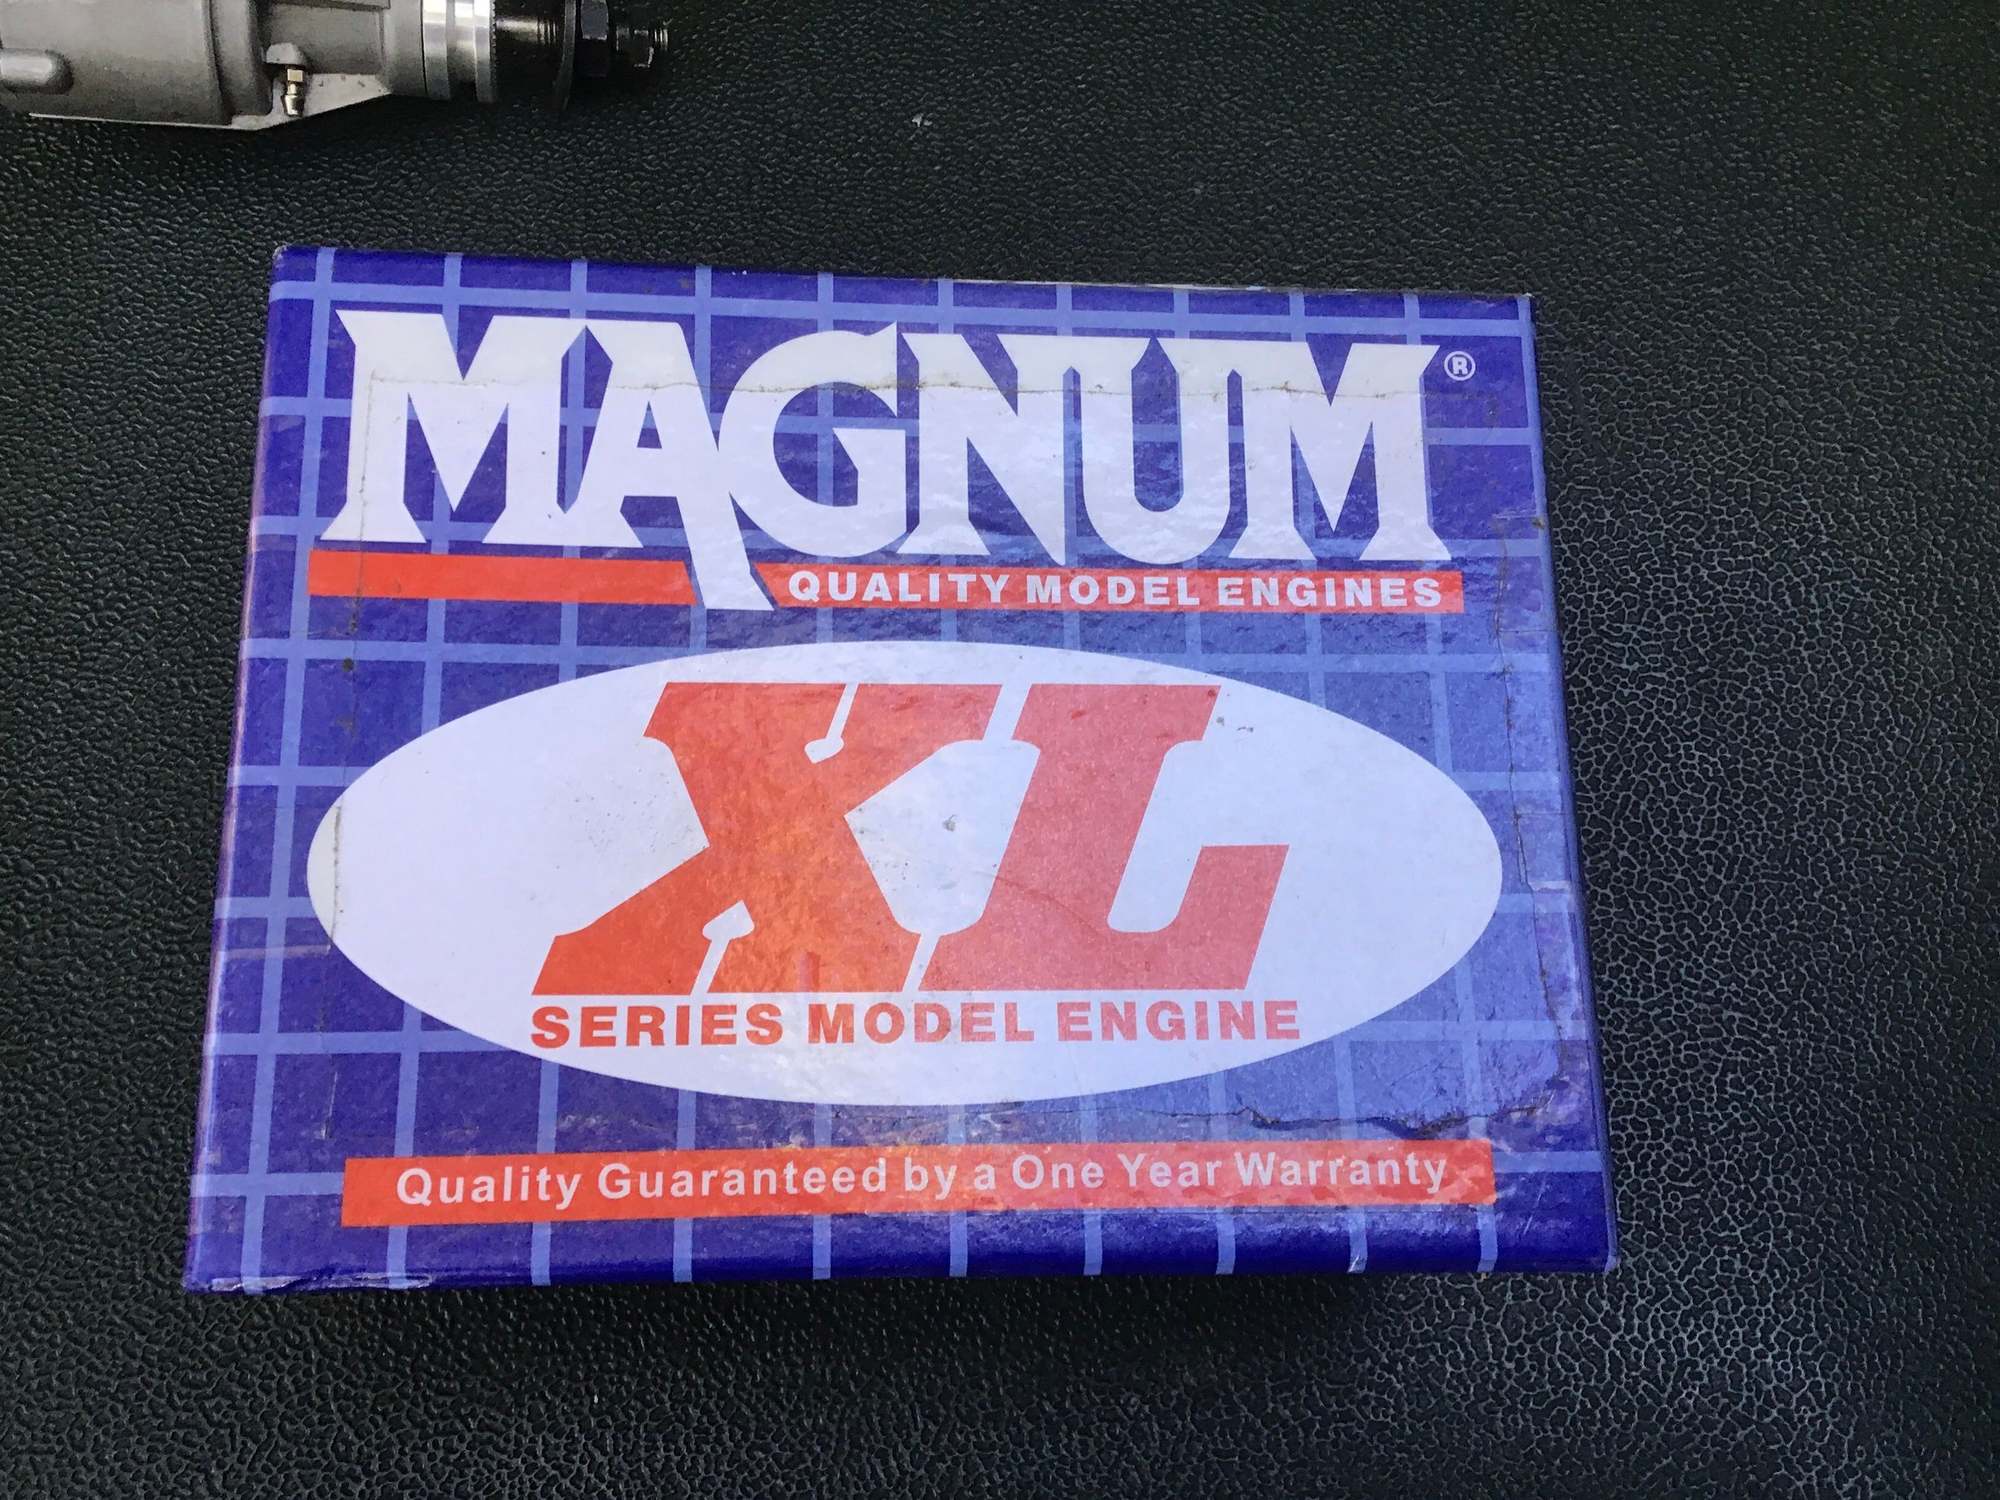 MAGNUM®
QUALITY MODEL ENGINES
XL
SERIES MODEL ENGINE
Quality Guaranteed by a One Year Warranty